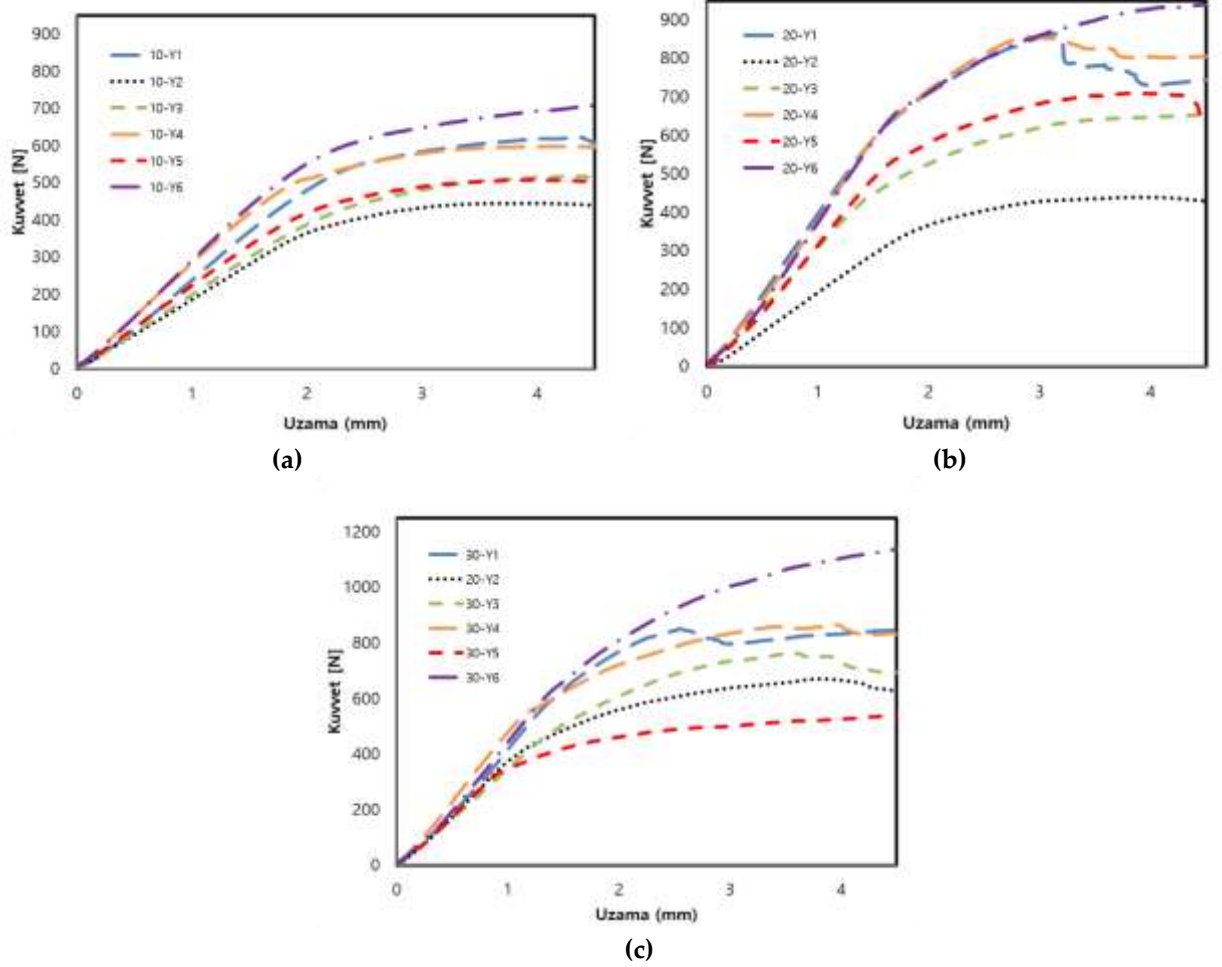 900
800
700
600
500
400
300
200
100
0
Kuvvet [N]
10-Y1
10-Y2
10-Y3
10-Y4
10-Y5
10-Y6
0 1 2 3 4
Uzama (mm)
(a)
900
800
700
600
500
400
300
200
100
0
Kuvvet [N]
20-Y1
20-Y2
20-Y3
20-Y4
20-Y5
20-Y6
0 1 2 3 4
Uzama (mm)
(b)
1200
1000
800
600
400
200
0
Kuvvet [N]
30-Y1
20-Y2
30-Y3
30-Y4
30-Y5
30-Y6
0 1 2 3 4
Uzama (mm)
(c)